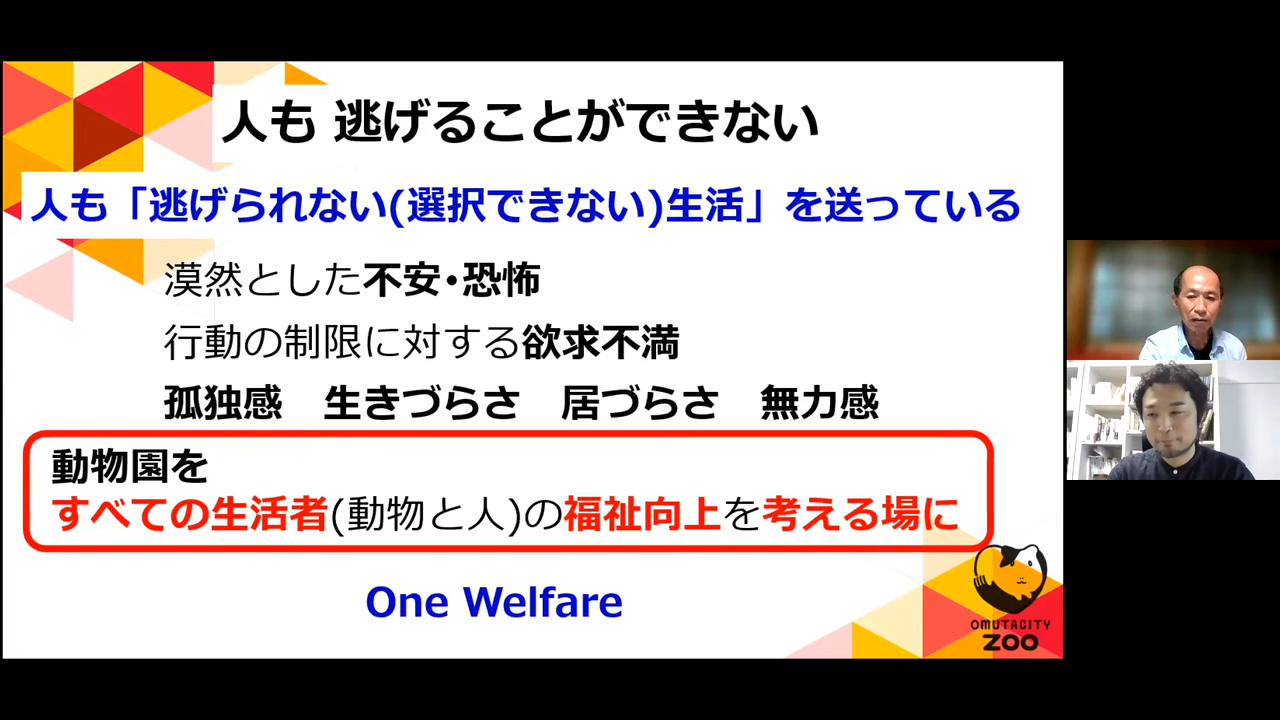 人も 逃げることができない
人も「逃げられない(選択できない)生活」を送っている
漠然とした不安・恐怖
行動の制限に対する欲求不満
孤独感　生きづらさ　居づらさ　無力感
動物園を
すべての生活者(動物と人)の福祉向上を考える場に
One Welfare
OMUTACITY
ZOO